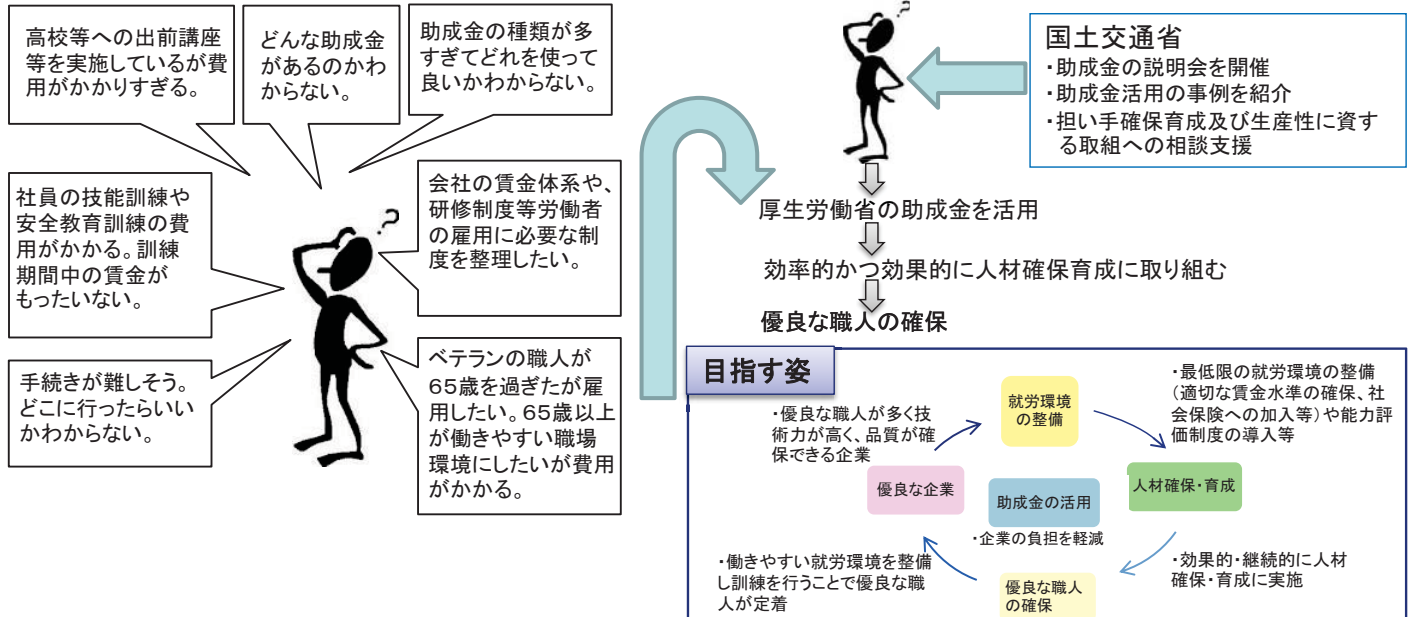 高校等への出前講座
等を実施しているが費
用がかかりすぎる。
どんな助成金
があるのかわ
からない。
助成金の種類が多
すぎてどれを使って
良いかわからない。
社員の技能訓練や
安全教育訓練の費
用がかかる。訓練
期間中の賃金が
もったいない。
会社の賃金体系や、
研修制度等労働者
の雇用に必要な制
度を整理したい。
手続きが難しそう。
どこに行ったらいい
かわからない。
ベテランの職人が
65歳を過ぎたが雇
用したい。65歳以上
が働きやすい職場
環境にしたいが費用
がかかる。
?
?
国土交通省
・助成金の説明会を開催
・助成金活用の事例を紹介
・担い手確保育成及び生産性に資す
る取組への相談支援
厚生労働省の助成金を活用
効率的かつ効果的に人材確保育成に取り組む
優良な職人の確保
目指す姿
就労環境
の整備
・最低限の就労環境の整備
(適切な賃金水準の確保、社
会保険への加入等)や能力評
価制度の導入等
人材確保・育成
・効果的・継続的に人材
確保・育成に実施
優良な職人
の確保
・働きやすい就労環境を整備
し訓練を行うことで優良な職
人が定着
優良な企業
・優良な職人が多く技
術力が高く、品質が確
保できる企業
助成金の活用
・企業の負担を軽減